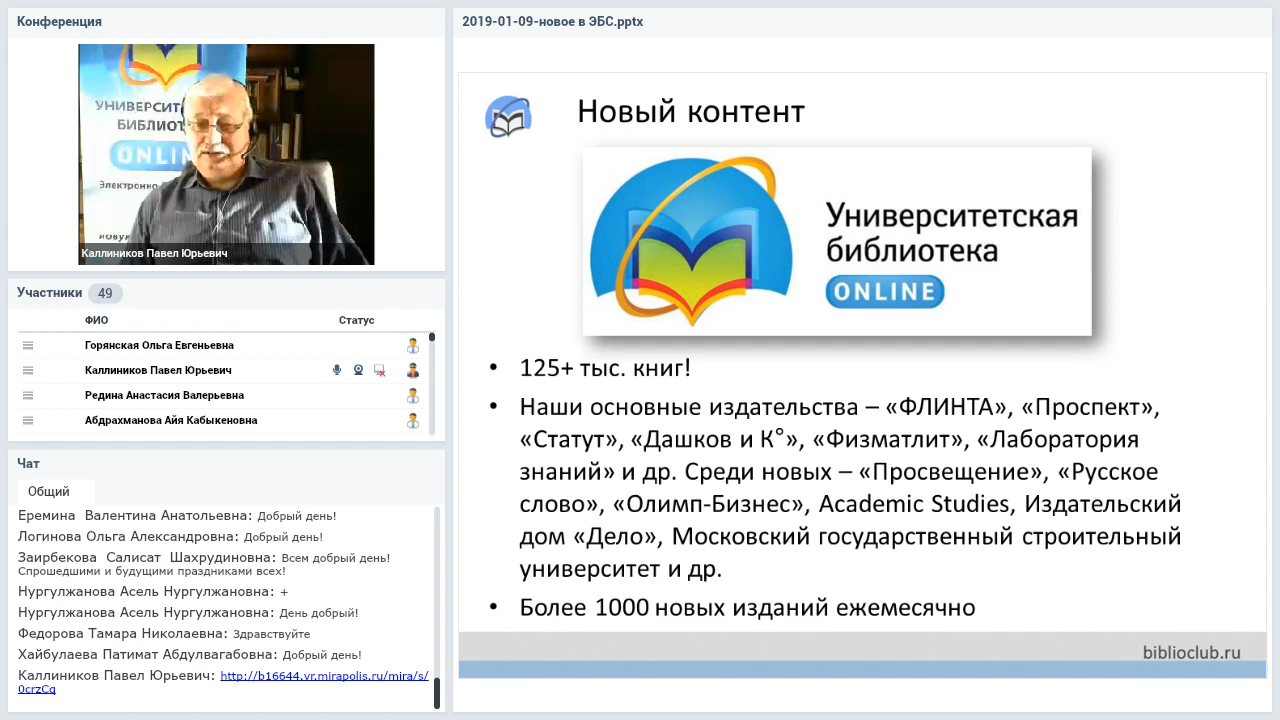 Конференция
УНИВЕРСИТ
БИБЛИОТ
ONLIN
Электронно
Каллиников Павел Юрьевич
Участники 49
ФИО Статус
Горянская Ольга Евгеньевна
Каллиников Павел Юрьевич
Редина Анастасия Валерьевна
Абдрахманова Айя Кабыкеновна
Чат
Общий
Еремина Валентина Анатольевна: Добрый день!
Логинова Ольга Александровна: Добрый день!
Заирбекова Салисат Шахрудиновна: Всем добрый день!
Спрошедшими и будущими праздниками всех!
Нургулжанова Асель Нургулжановна: +
Нургулжанова Асель Нургулжановна: День добрый!
Федорова Тамара Николаевна: Здравствуйте
Хайбулаева Патимат Абдулвагабовна: Добрый день!
Каллиников Павел Юрьевич: http://b16644.vr.mirapolis.ru/mira/s/
0crzCq
2019-01-09-новое в ЭБС.pptx
Новый контент
Университетская
библиотека
ONLINE
• 125+ тыс. книг!
• Наши основные издательства – «ФЛИНТА», «Проспект»,
«Статут», «Дашков и К°», «Физматлит», «Лаборатория
знаний» и др. Среди новых – «Просвещение», «Русское
слово», «Олимп-Бизнес», Academic Studies, Издательский
дом «Дело», Московский государственный строительный
университет и др.
• Более 1000 новых изданий ежемесячно
biblioclub.ru